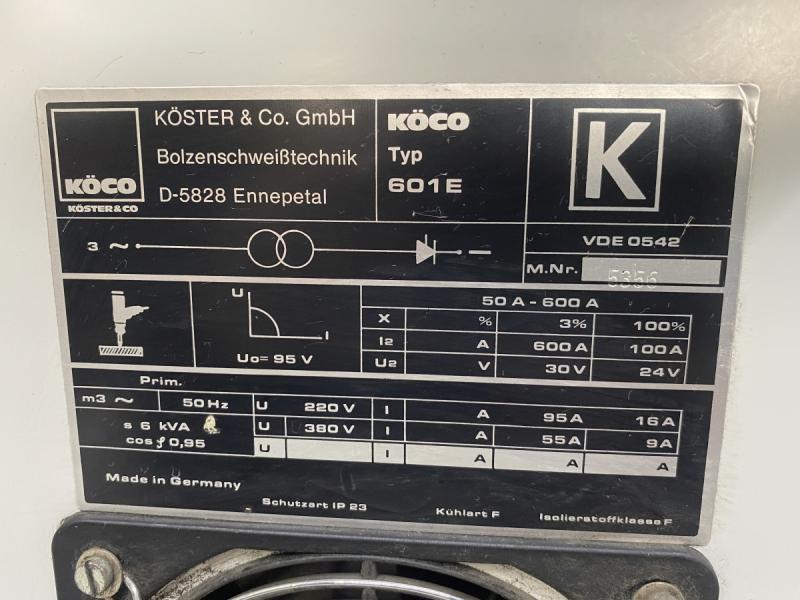 KÖCO
KÖSTER & CO
KÖSTER & Co. GmbH
Bolzenschweißtechnik
D-5828 Ennepetal
KÖCO
Typ
601E
K
VDE 0542
M.Nr. 5356
3 ~ —
U I
Uo= 95 V
50 A - 600 A
X % 3% 100%
I2 A 600 A 100 A
U2 V 30 V 24 V
Prim.
m3 ~ 50 Hz U 220 V I A 95 A 16 A
s 6 kVA U 380 V I A 55 A 9 A
cos φ 0,95 U I A A A
Made in Germany
Schutzart IP 23
Kühlart F
Isolierstoffklasse F